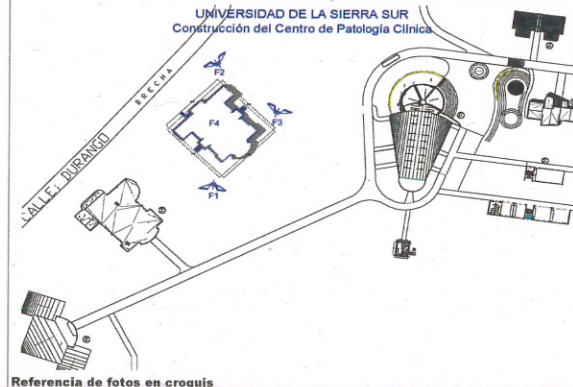 UNIVERSIDAD DE LA SIERRA SUR
Construcción del Centro de Patología Clínica
F2
F3
F4
F1
BRECHA
CALLE: DURANGO
Referencia de fotos en croquis